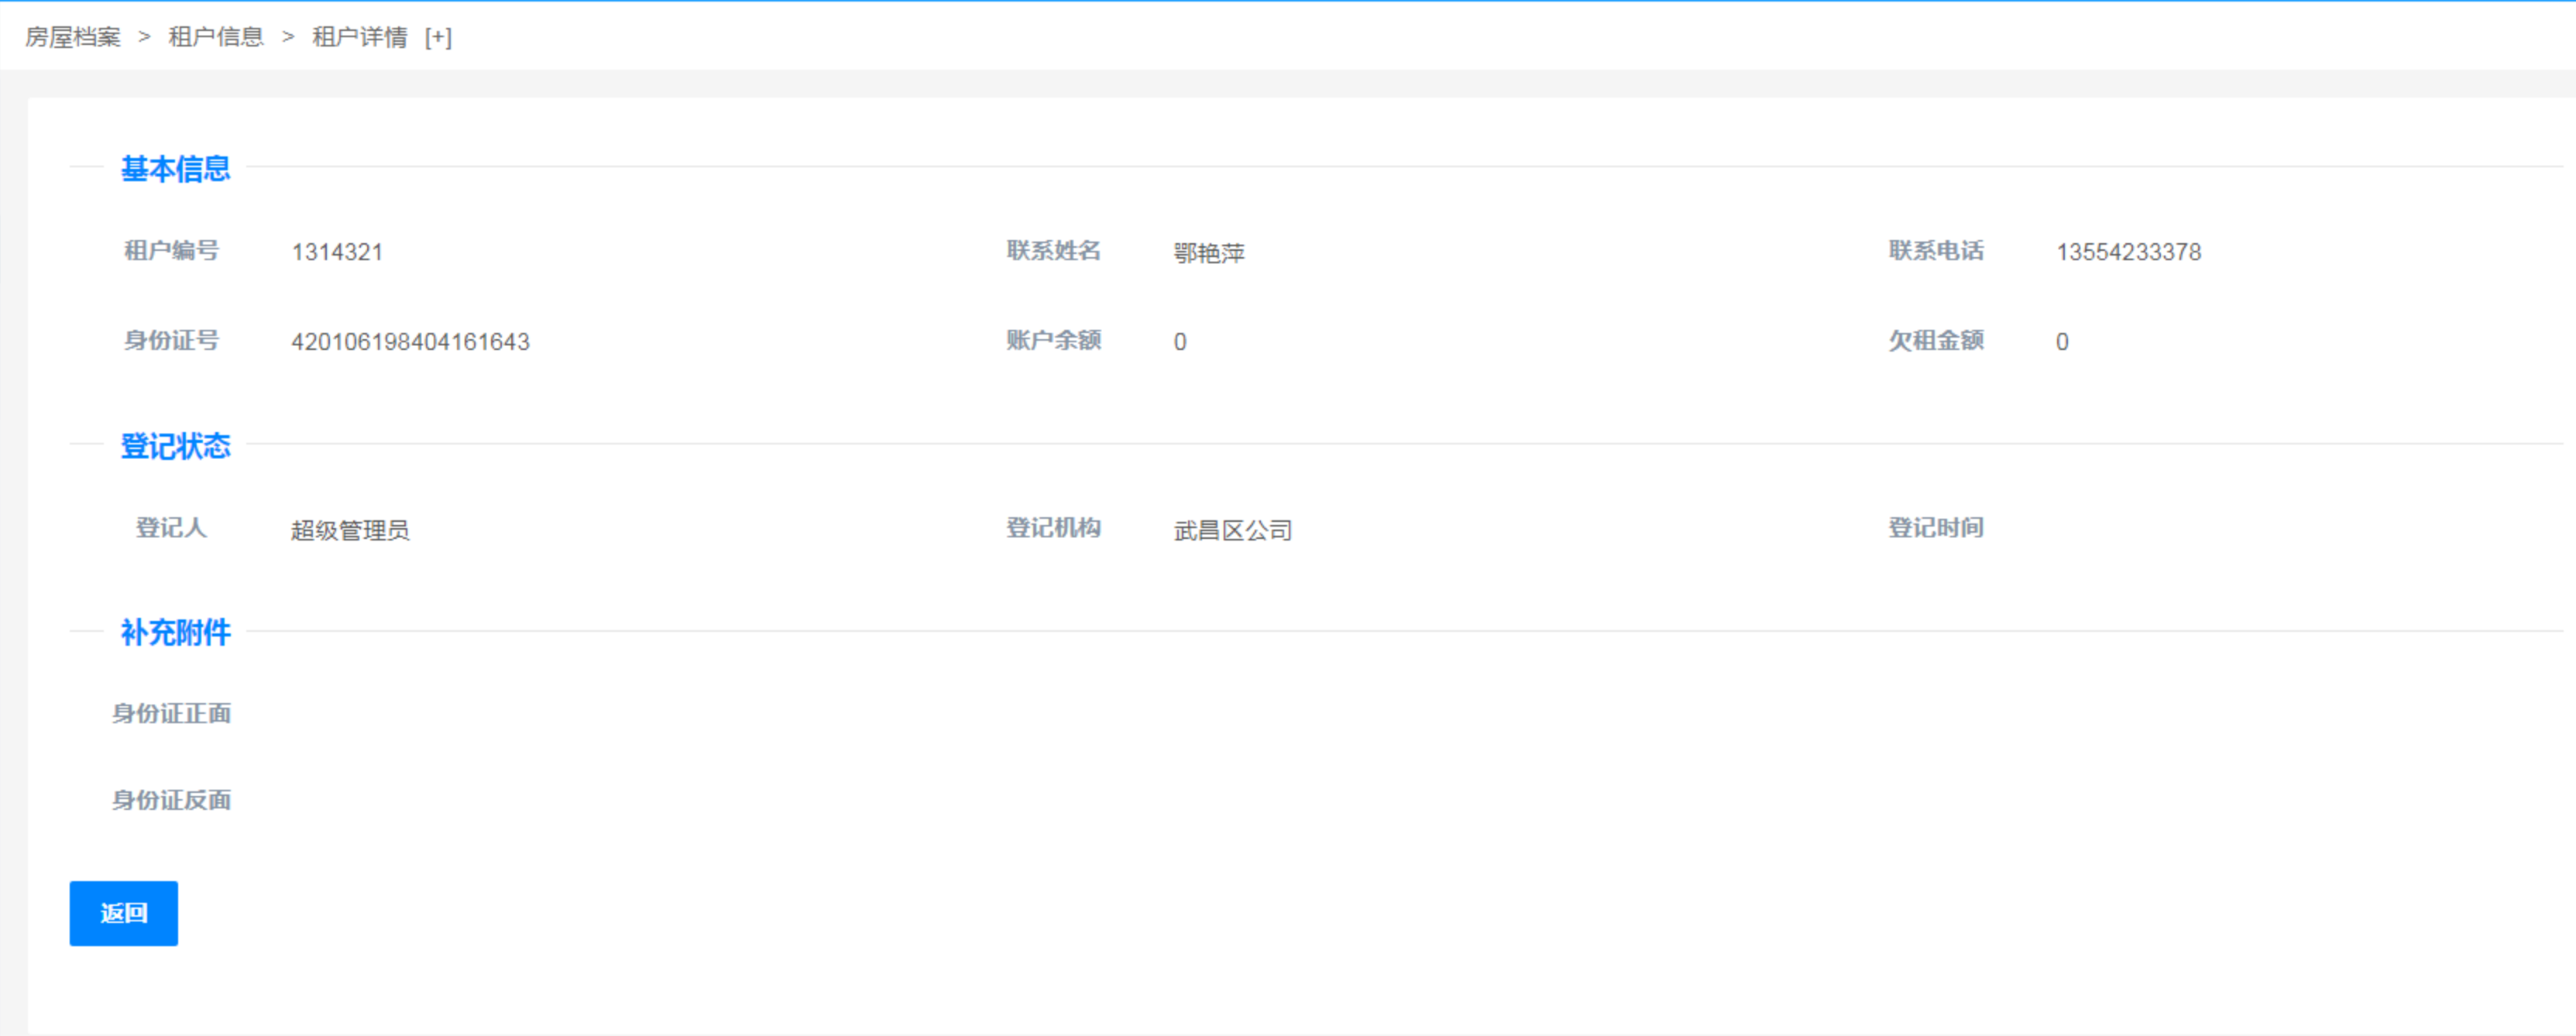 房屋档案 > 租户信息 > 租户详情 [+]
基本信息
租户编号 1314321 联系姓名 鄂艳萍 联系电话 13554233378
身份证号 420106198404161643 账户余额 0 欠租金额 0
登记状态
登记人 超级管理员 登记机构 武昌区公司 登记时间
补充附件
身份证正面
身份证反面
返回